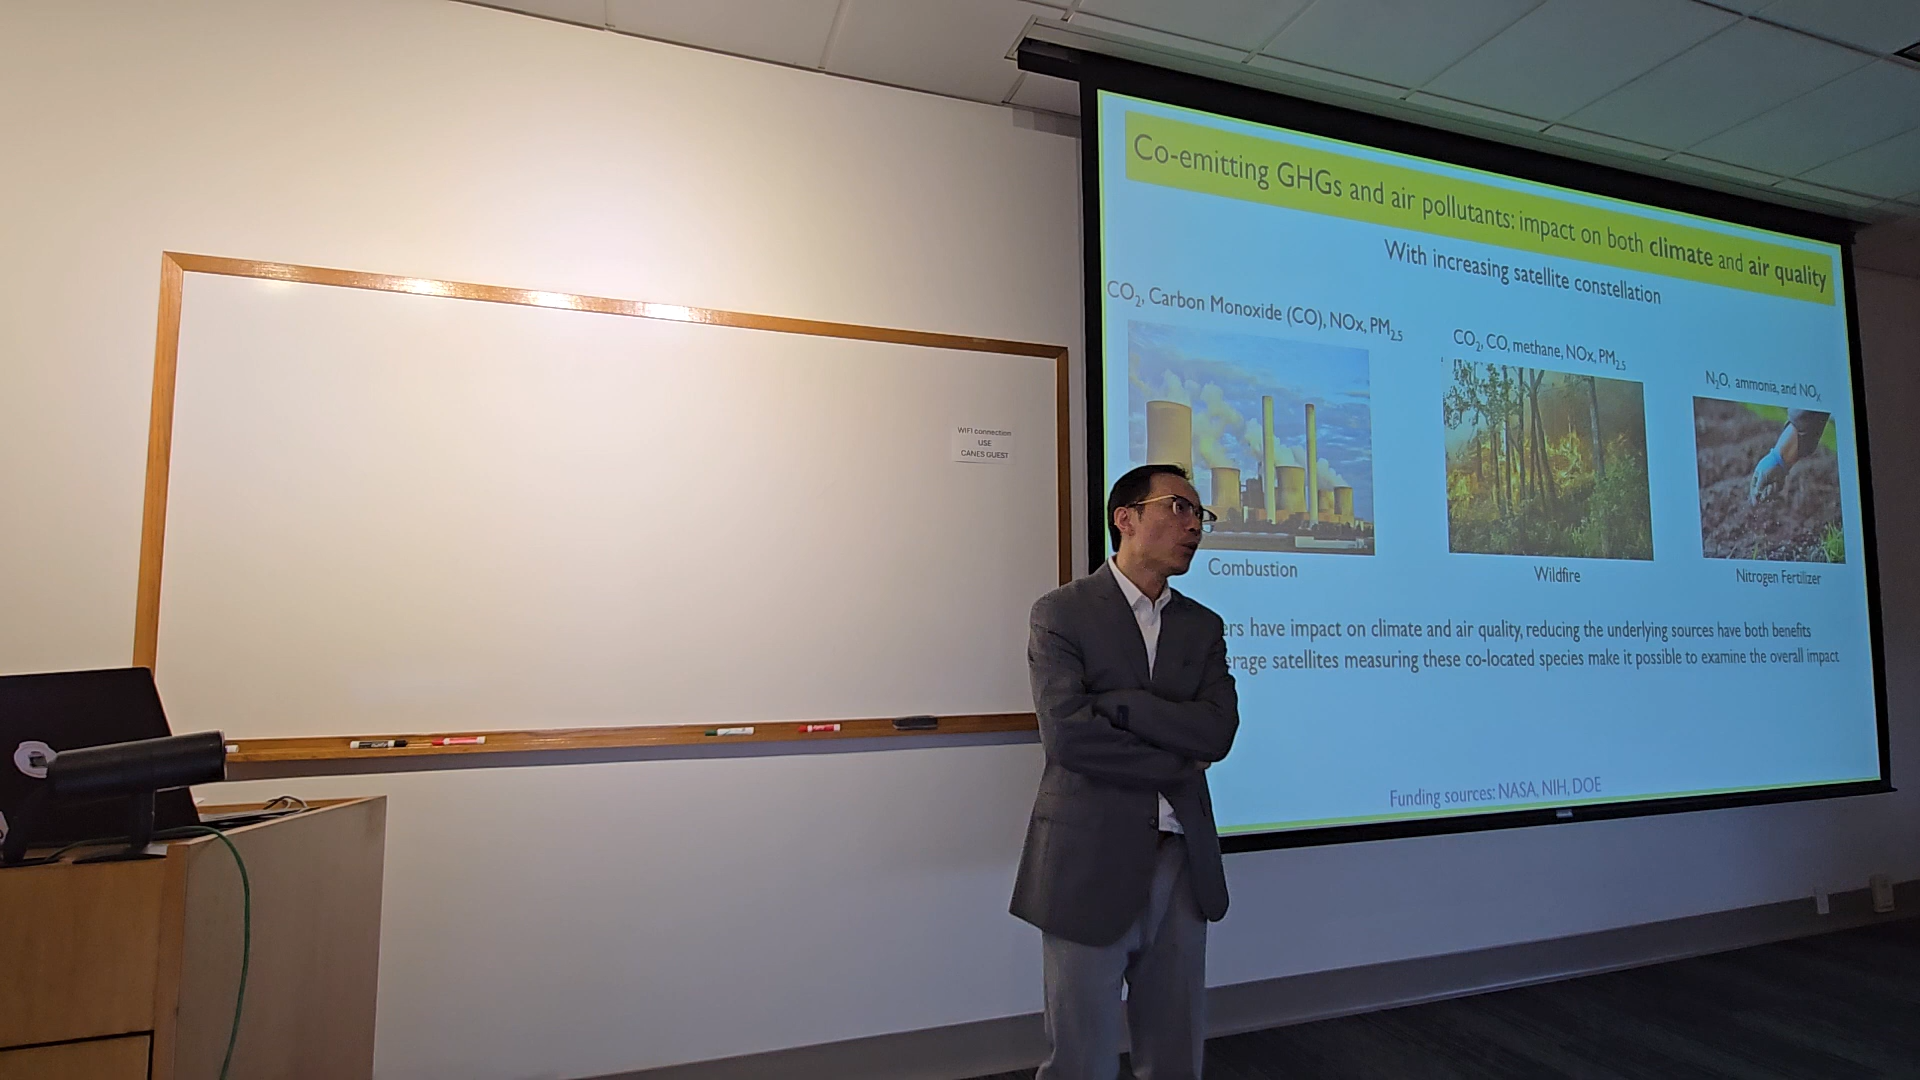 Co-emitting GHGs and air pollutants: impact on both climate and air quality
With increasing satellite constellation
CO2, Carbon Monoxide (CO), NOx, PM2.5
CO2, CO, methane, NOx, PM2.5
N2O, ammonia, and NOx
WIFI connection
USE
CANES GUEST
Combustion
Wildfire
Nitrogen Fertilizer
ers have impact on climate and air quality, reducing the underlying sources have both benefits
erage satellites measuring these co-located species make it possible to examine the overall impact
Funding sources: NASA, NIH, DOE